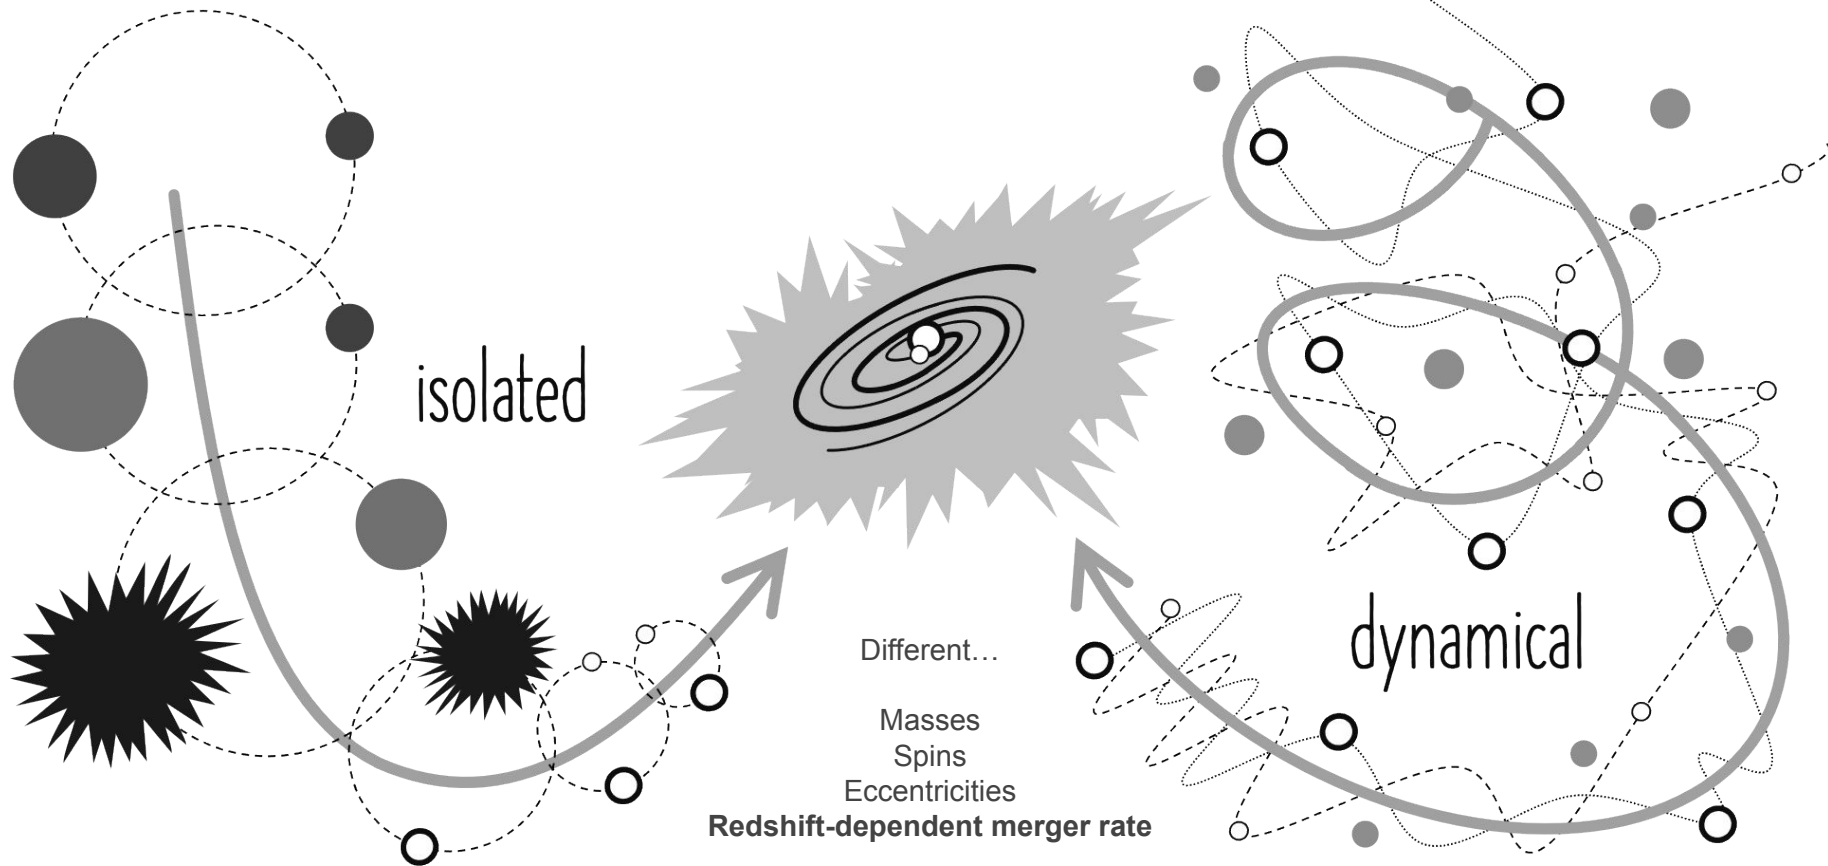 isolated
dynamical
Different…
Masses
Spins
Eccentricities
Redshift-dependent merger rate